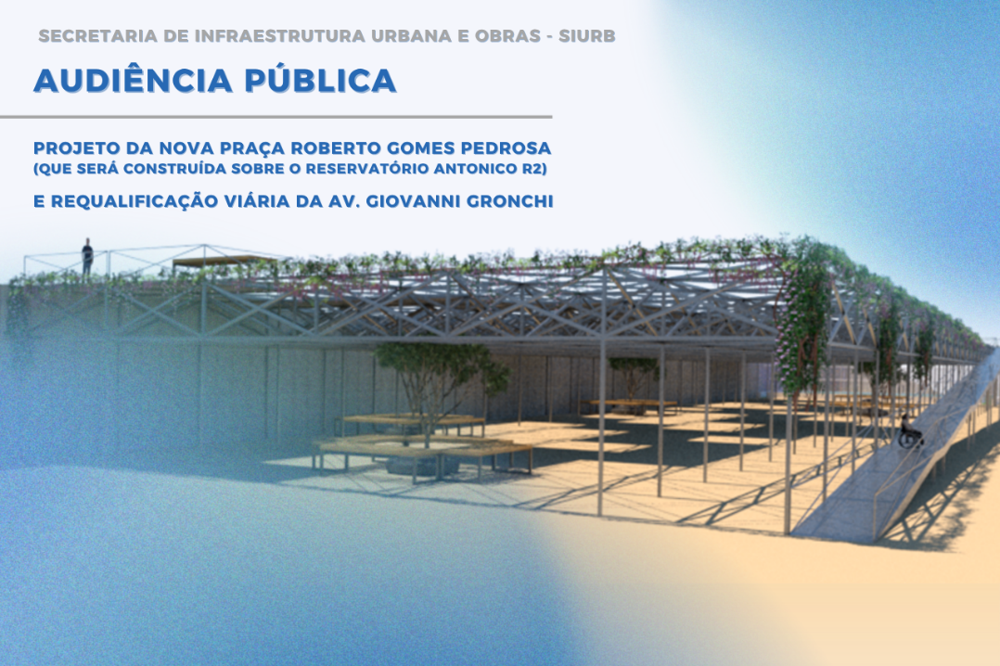 SECRETARIA DE INFRAESTRUTURA URBANA E OBRAS - SIURB
AUDIÊNCIA PÚBLICA
PROJETO DA NOVA PRAÇA ROBERTO GOMES PEDROSA
(QUE SERÁ CONSTRUÍDA SOBRE O RESERVATÓRIO ANTONICO R2)
E REQUALIFICAÇÃO VIÁRIA DA AV. GIOVANNI GRONCHI